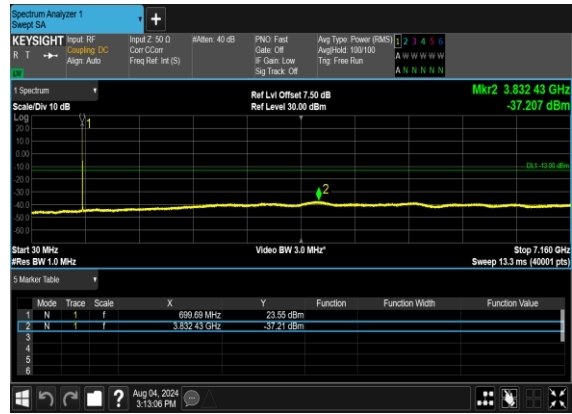 Spectrum Analyzer 1
Swept SA
+
KEYSIGHT Input: RF Input Z: 50 Ω #Atten: 40 dB PNO: Fast Avg Type: Power (RMS) 1 2 3 4 5 6
R T Coupling: DC Corr CCorr Gate: Off Avg|Hold: 100/100 A W W W W W
Align: Auto Freq Ref: Int (S) IF Gain: Low Trig: Free Run
Sig Track: Off A N N N N N
1 Spectrum Ref Lvl Offset 7.50 dB Mkr2 3.832 43 GHz
Scale/Div 10 dB Ref Level 30.00 dBm -37.207 dBm
Log
1
20.0
10.0
0.00
-10.0
DL1 -13.00 dBm
-20.0
-30.0
2
-40.0
-50.0
-60.0
Start 30 MHz Video BW 3.0 MHz* Stop 7.160 GHz
#Res BW 1.0 MHz Sweep 13.3 ms (40001 pts)
5 Marker Table
Mode Trace Scale X Y Function Function Width Function Value
1 N 1 f 699.69 MHz 23.55 dBm
2 N 1 f 3.832 43 GHz -37.21 dBm
3
4
5
6
? Aug 04, 2024
3:13:06 PM